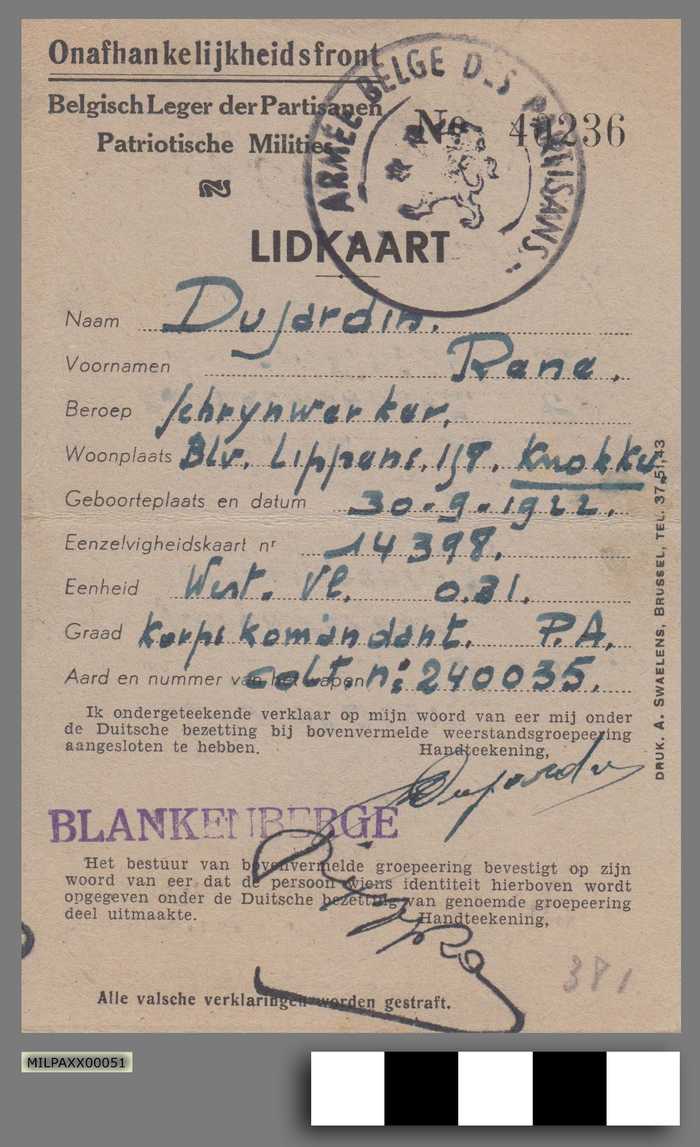 Onafhankelijkheidsfront
Belgisch Leger der Partisanen
Patriotische Milities
ARMÉE BELGE DES PARTISANS.
No 40236
LIDKAART
Naam Dujardin.
Voornamen Rene.
Beroep schrynwerker.
Woonplaats Blv. Lippens. 197. Knokke.
Geboorteplaats en datum 30-9-1922.
Eenzelvigheidskaart nr 14398.
Eenheid West. Vl. O.31.
Graad Korps komandant. P.A.
Aard en nummer van het wapen colt. n: 240035.
Ik ondergeteekende verklaar op mijn woord van eer mij onder
de Duitsche bezetting bij bovenvermelde weerstandsgroepeering
aangesloten te hebben. Handteekening,
Dujardin
BLANKENBERGE
Het bestuur van bovenvermelde groepeering bevestigt op zijn
woord van eer dat de persoon wiens identiteit hierboven wordt
opgegeven onder de Duitsche bezetting van genoemde groepeering
deel uitmaakte. Handteekening,
381
Alle valsche verklaringen worden gestraft.
DRUK. A. SWAELENS, BRUSSEL, TEL. 37.51.43
MILPAXX00051